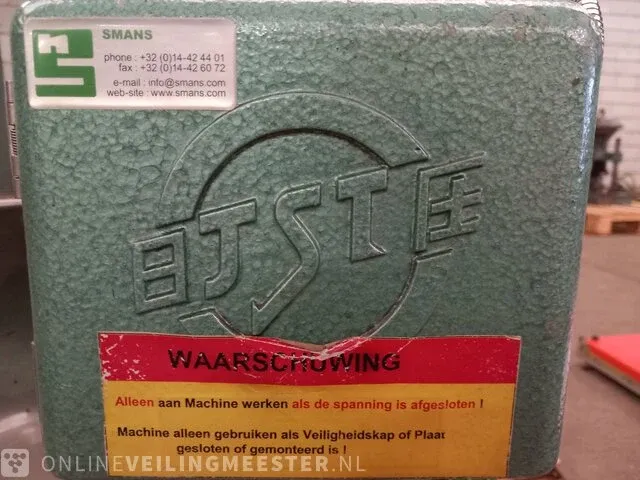 SMANS
phone : +32 (0)14-42 44 01
fax : +32 (0)14-42 60 72
e-mail : info@smans.com
web-site : www.smans.com
WAARSCHUWING
Alleen aan Machine werken als de spanning is afgesloten !
Machine alleen gebruiken als Veiligheidskap of Plaat
gesloten of gemonteerd is !
ONLINEVEILINGMEESTER.NL